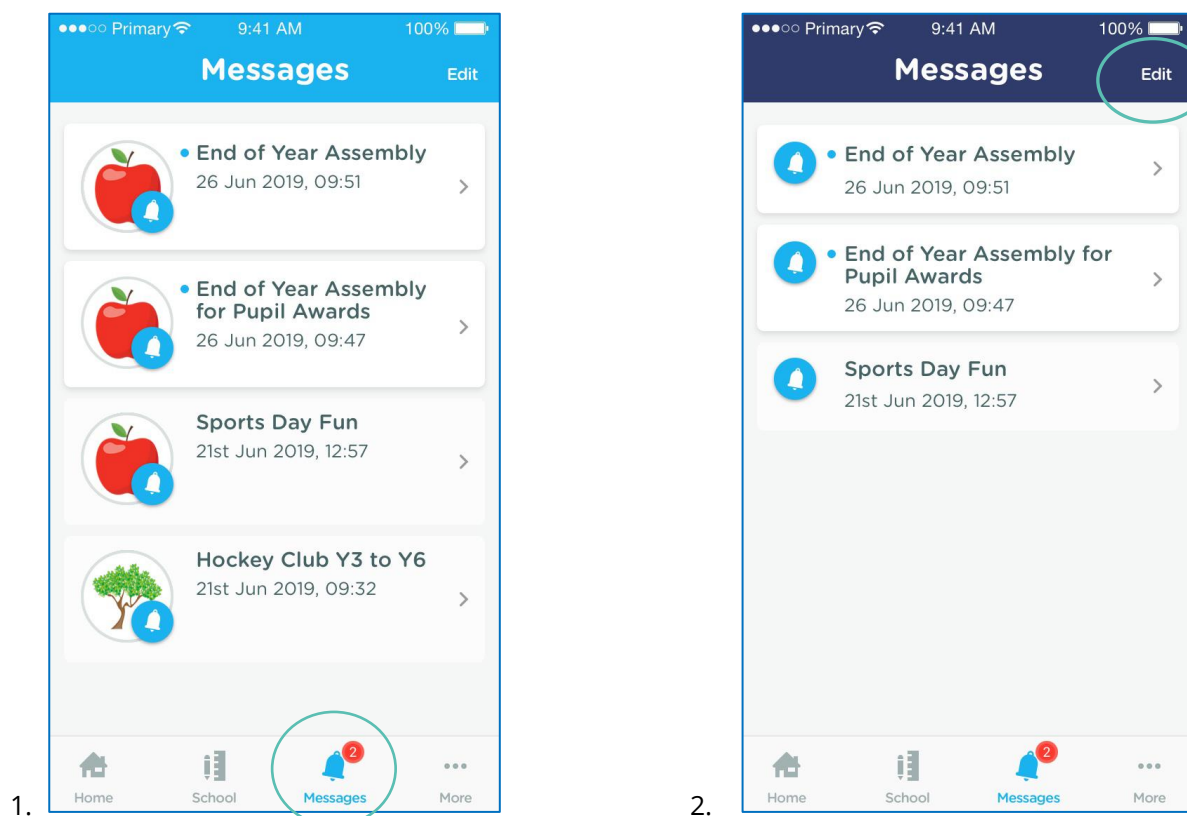 Primary 9:41 AM 100%
Messages Edit
End of Year Assembly
26 Jun 2019, 09:51
End of Year Assembly
for Pupil Awards
26 Jun 2019, 09:47
Sports Day Fun
21st Jun 2019, 12:57
Hockey Club Y3 to Y6
21st Jun 2019, 09:32
2
Home School Messages More
1.
Primary 9:41 AM 100%
Messages Edit
End of Year Assembly
26 Jun 2019, 09:51
End of Year Assembly for
Pupil Awards
26 Jun 2019, 09:47
Sports Day Fun
21st Jun 2019, 12:57
2
Home School Messages More
2.